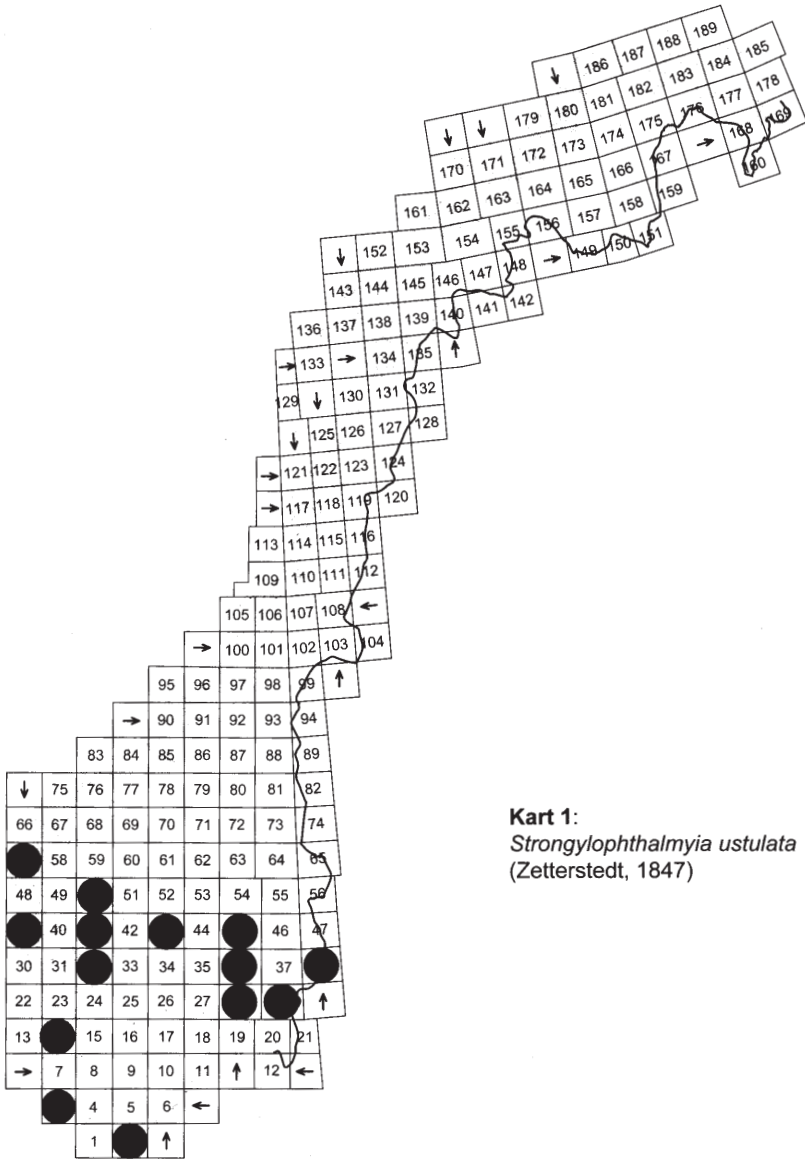 ↓ 186 187 188 189
↓ ↓ 179 180 181 182 183 184 185
170 171 172 173 174 175 176 177 178
161 162 163 164 165 166 167 → 168 169
↓ 152 153 154 155 156 157 158 159 160
143 144 145 146 147 148 → 149 150 151
136 137 138 139 140 141 142
→ 133 → 134 135 ↑
129 ↓ 130 131 132
↓ 125 126 127 128
→ 121 122 123 124
→ 117 118 119 120
113 114 115 116
109 110 111 112
105 106 107 108 ←
→ 100 101 102 103 104
95 96 97 98 99 ↑
→ 90 91 92 93 94
83 84 85 86 87 88 89
↓ 75 76 77 78 79 80 81 82
66 67 68 69 70 71 72 73 74
58 59 60 61 62 63 64 65
48 49 51 52 53 54 55 56
40 42 44 46 47
30 31 33 34 35 37
22 23 24 25 26 27 ↑
13 15 16 17 18 19 20 21
→ 7 8 9 10 11 ↑ 12 ←
4 5 6 ←
1 ↑
Kart 1:
Strongylophthalmyia ustulata
(Zetterstedt, 1847)